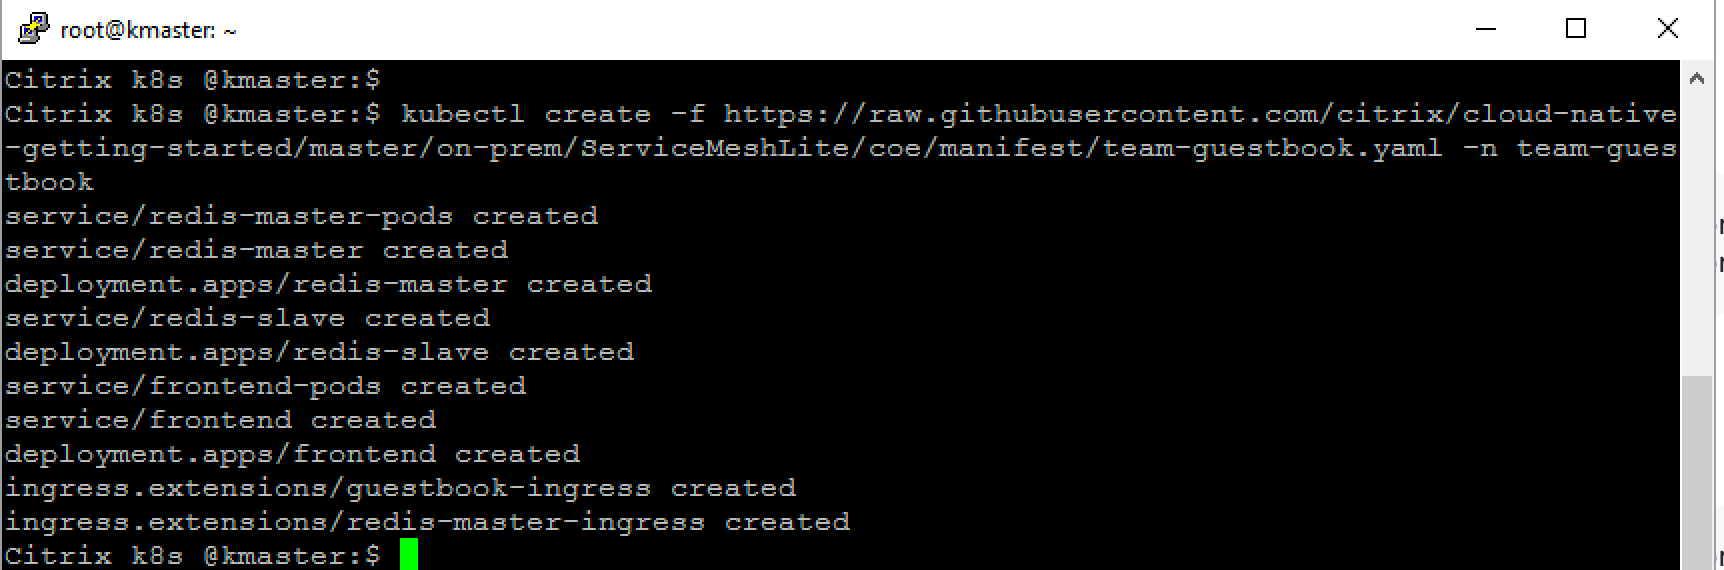 root@kmaster: ~
Citrix k8s @kmaster:$
Citrix k8s @kmaster:$ kubectl create -f https://raw.githubusercontent.com/citrix/cloud-native
-getting-started/master/on-prem/ServiceMeshLite/coe/manifest/team-guestbook.yaml -n team-gues
tbook
service/redis-master-pods created
service/redis-master created
deployment.apps/redis-master created
service/redis-slave created
deployment.apps/redis-slave created
service/frontend-pods created
service/frontend created
deployment.apps/frontend created
ingress.extensions/guestbook-ingress created
ingress.extensions/redis-master-ingress created
Citrix k8s @kmaster:$